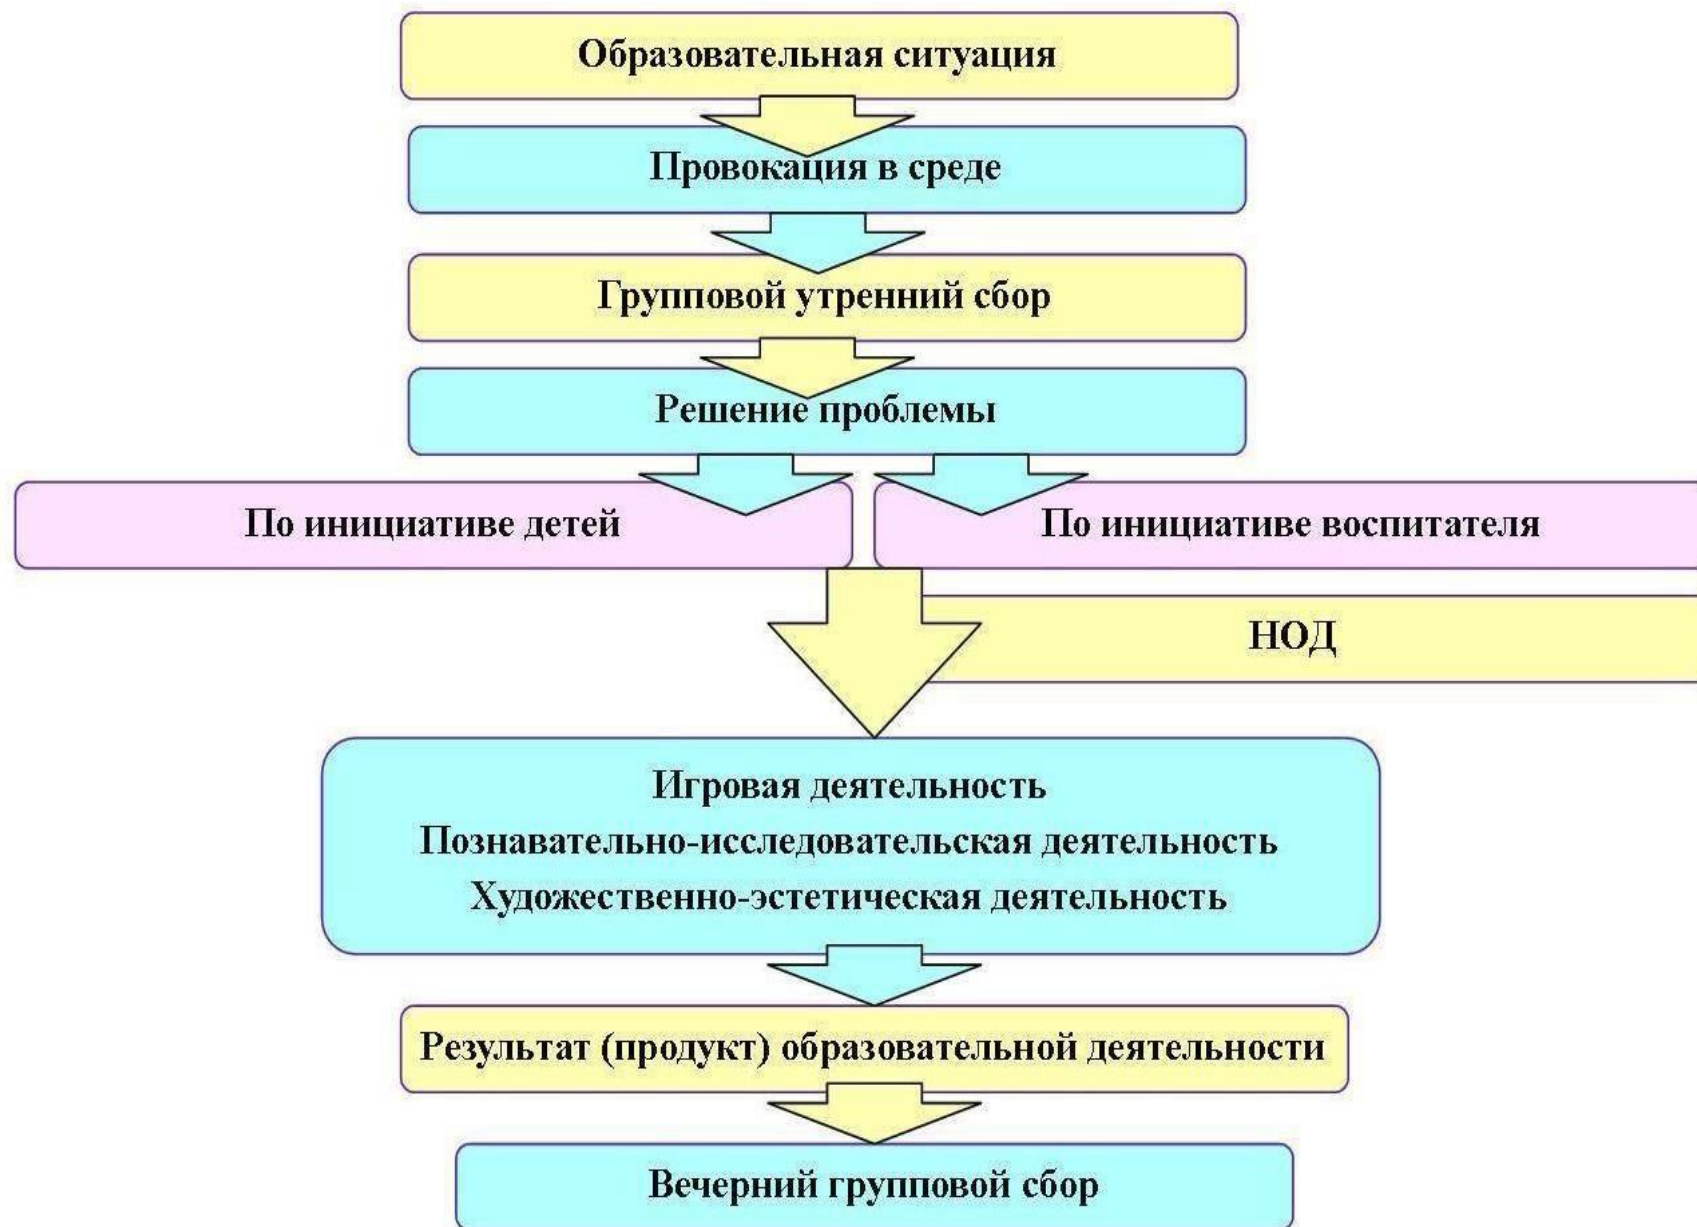 Образовательная ситуация
Провокация в среде
Групповой утренний сбор
Решение проблемы
По инициативе детей
По инициативе воспитателя
НОД
Игровая деятельность
Познавательно-исследовательская деятельность
Художественно-эстетическая деятельность
Результат (продукт) образовательной деятельности
Вечерний групповой сбор